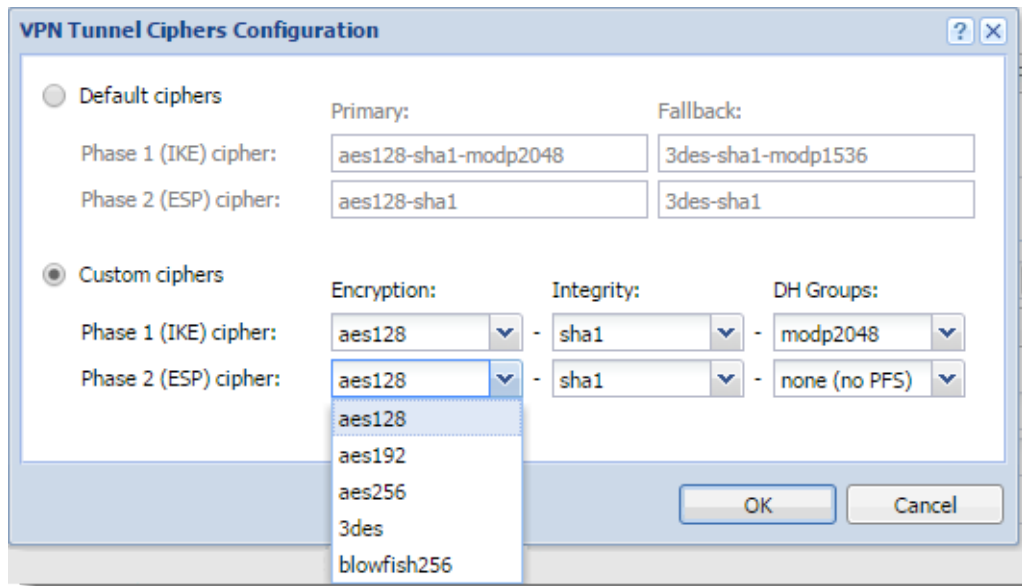 VPN Tunnel Ciphers Configuration ?
Default ciphers
Primary: Fallback:
Phase 1 (IKE) cipher: aes128-sha1-modp2048 3des-sha1-modp1536
Phase 2 (ESP) cipher: aes128-sha1 3des-sha1
Custom ciphers
Encryption: Integrity: DH Groups:
Phase 1 (IKE) cipher: aes128 - sha1 - modp2048
Phase 2 (ESP) cipher: aes128 - sha1 - none (no PFS)
aes128
aes192
aes256
3des
blowfish256
OK Cancel